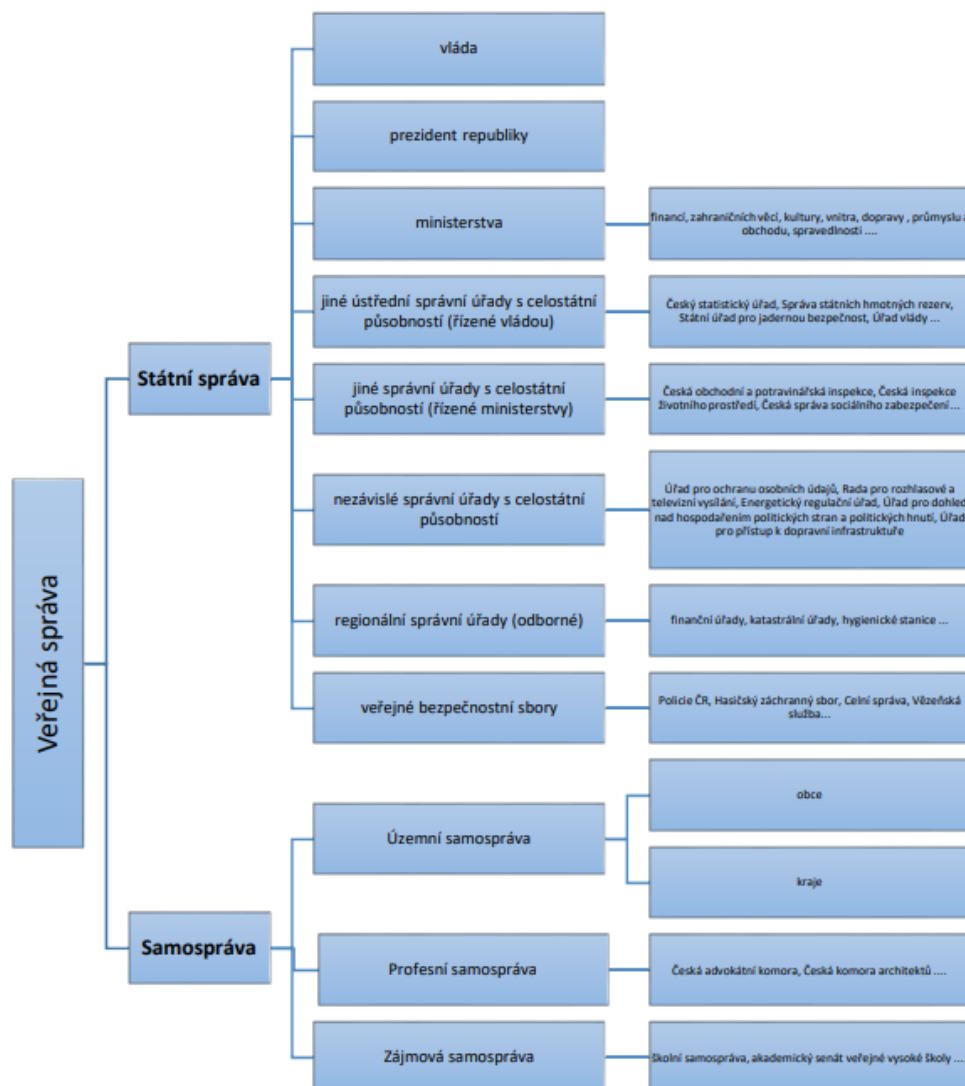 vláda
prezident republiky
ministerstva
financí, zahraničních věcí, kultury, vnitra, dopravy , průmyslu a
obchodu, spravedlnosti ....
jiné ústřední správní úřady s celostátní
působností (řízené vládou)
Český statistický úřad, Správa státních hmotných rezerv,
Státní úřad pro jadernou bezpečnost, Úřad vlády ...
Státní správa
jiné správní úřady s celostátní
působností (řízené ministerstvy)
Česká obchodní a potravinářská inspekce, Česká inspekce
životního prostředí, Česká správa sociálního zabezpečení ...
nezávislé správní úřady s celostátní
působností
Úřad pro ochranu osobních údajů, Rada pro rozhlasové a
televizní vysílání, Energetický regulační úřad, Úřad pro dohled
nad hospodařením politických stran a politických hnutí, Úřad
pro přístup k dopravní infrastruktuře
Veřejná správa
regionální správní úřady (odborné)
finanční úřady, katastrální úřady, hygienické stanice ...
veřejné bezpečnostní sbory
Policie ČR, Hasičský záchranný sbor, Celní správa, Vězeňská
služba...
Územní samospráva
obce
kraje
Samospráva
Profesní samospráva
Česká advokátní komora, Česká komora architektů ....
Zájmová samospráva
školní samospráva, akademický senát veřejné vysoké školy ....